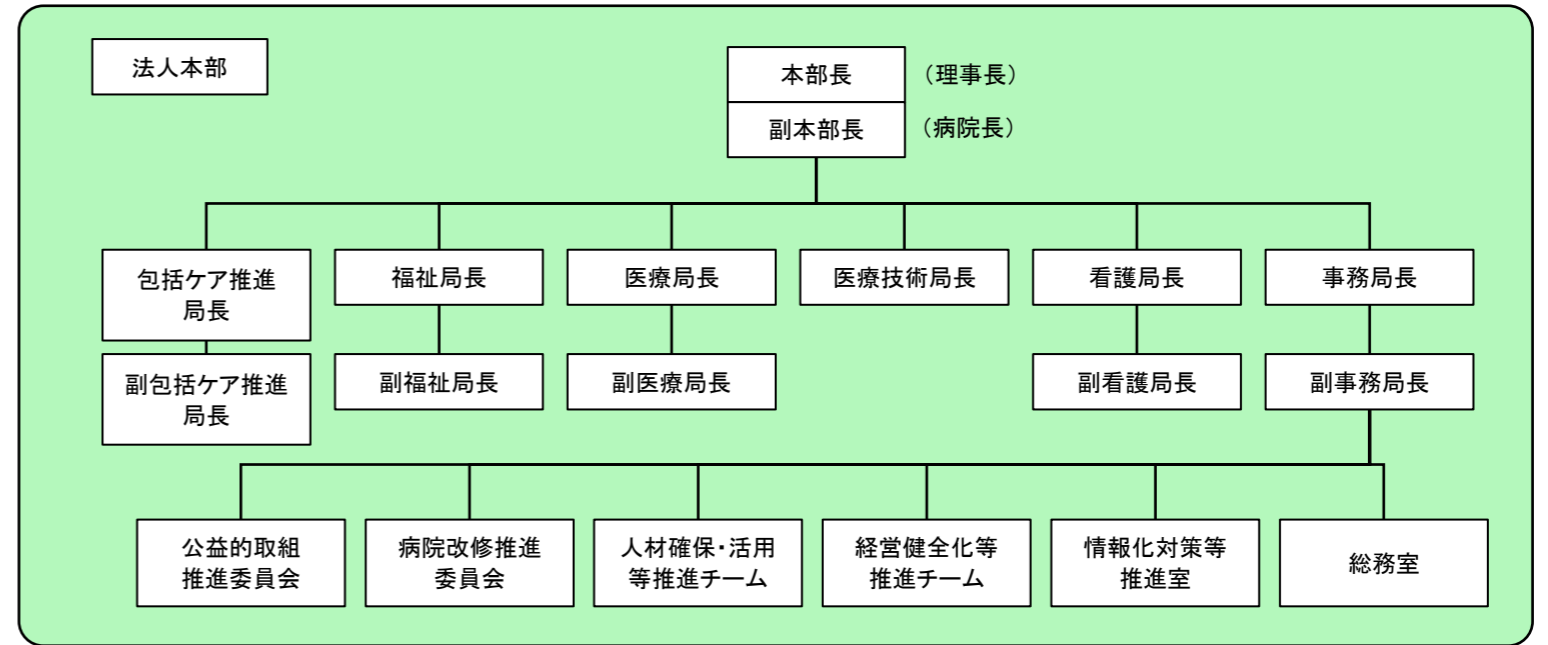 法人本部
本部長
（理事長）
副本部長
（病院長）
包括ケア推進
局長
福祉局長
医療局長
医療技術局長
看護局長
事務局長
副包括ケア推進
局長
副福祉局長
副医療局長
副看護局長
副事務局長
公益的取組
推進委員会
病院改修推進
委員会
人材確保・活用
等推進チーム
経営健全化等
推進チーム
情報化対策等
推進室
総務室